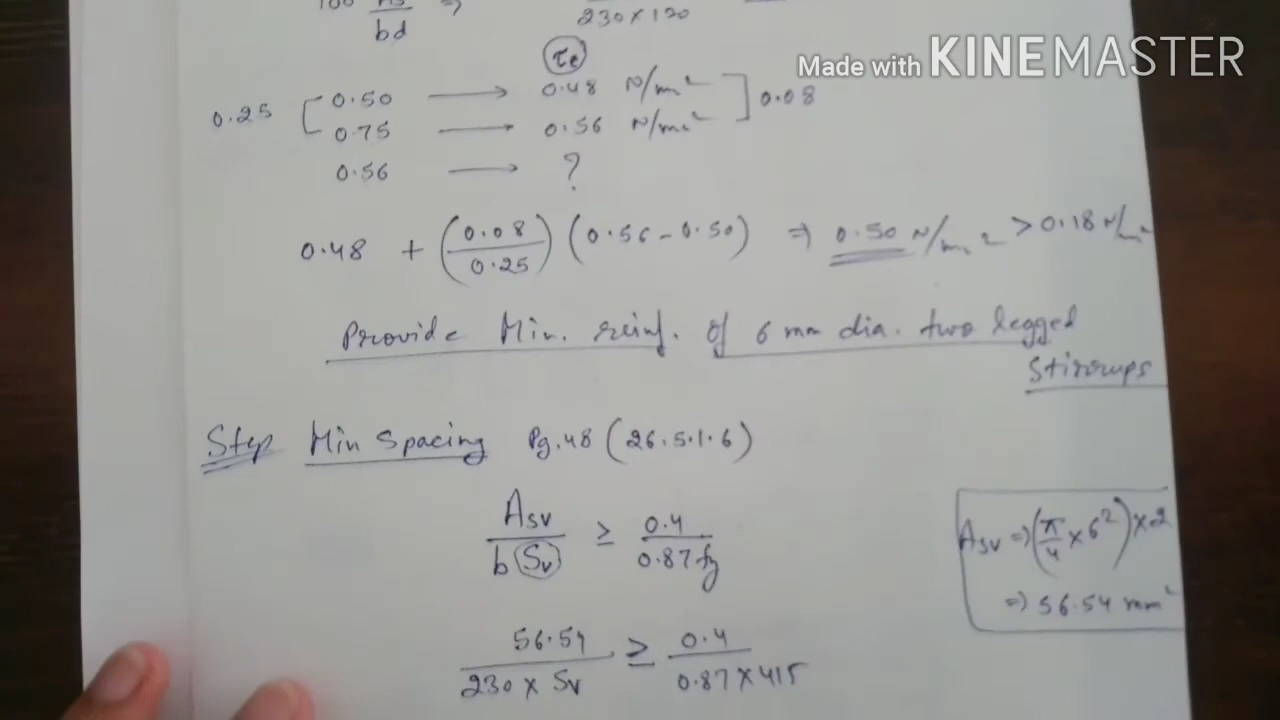 100 As/bd ⇒ /230×120
Made with KINEMASTER
τc
0.25 [ 0.50 → 0.48 N/mm² ] 0.08
0.75 → 0.56 N/mm²
0.56 → ?
0.48 + (0.08/0.25) (0.56-0.50) ⇒ 0.50 N/mm² > 0.18 N/mm²
Provide Min. reinf. of 6 mm dia. two legged
Stirrups
Step Min Spacing Pg.48 (26.5.1.6)
Asv/b(Sv) ≥ 0.4/0.87fy
Asv ⇒ (π/4 × 6²) × 2
⇒ 56.54 mm²
56.54/230 × Sv ≥ 0.4/0.87×415